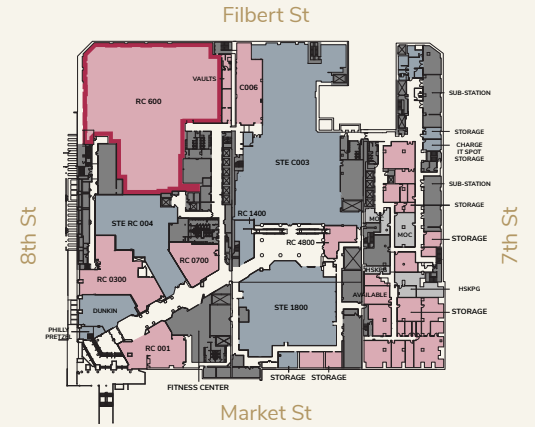 Filbert St
VAULTS
RC 600
C006
SUB-STATION
STORAGE
CHARGE
IT SPOT
STORAGE
STE C003
SUB-STATION
STORAGE
RC 1400
MOC
STE RC 004
MOC
RC 4800
STORAGE
8th St
7th St
RC 0700
HSKPG
RC 0300
HSKPG
AVAILABLE
DUNKIN
STE 1800
STORAGE
PHILLY
PRETZEL
RC 001
FITNESS CENTER
STORAGE
STORAGE
Market St